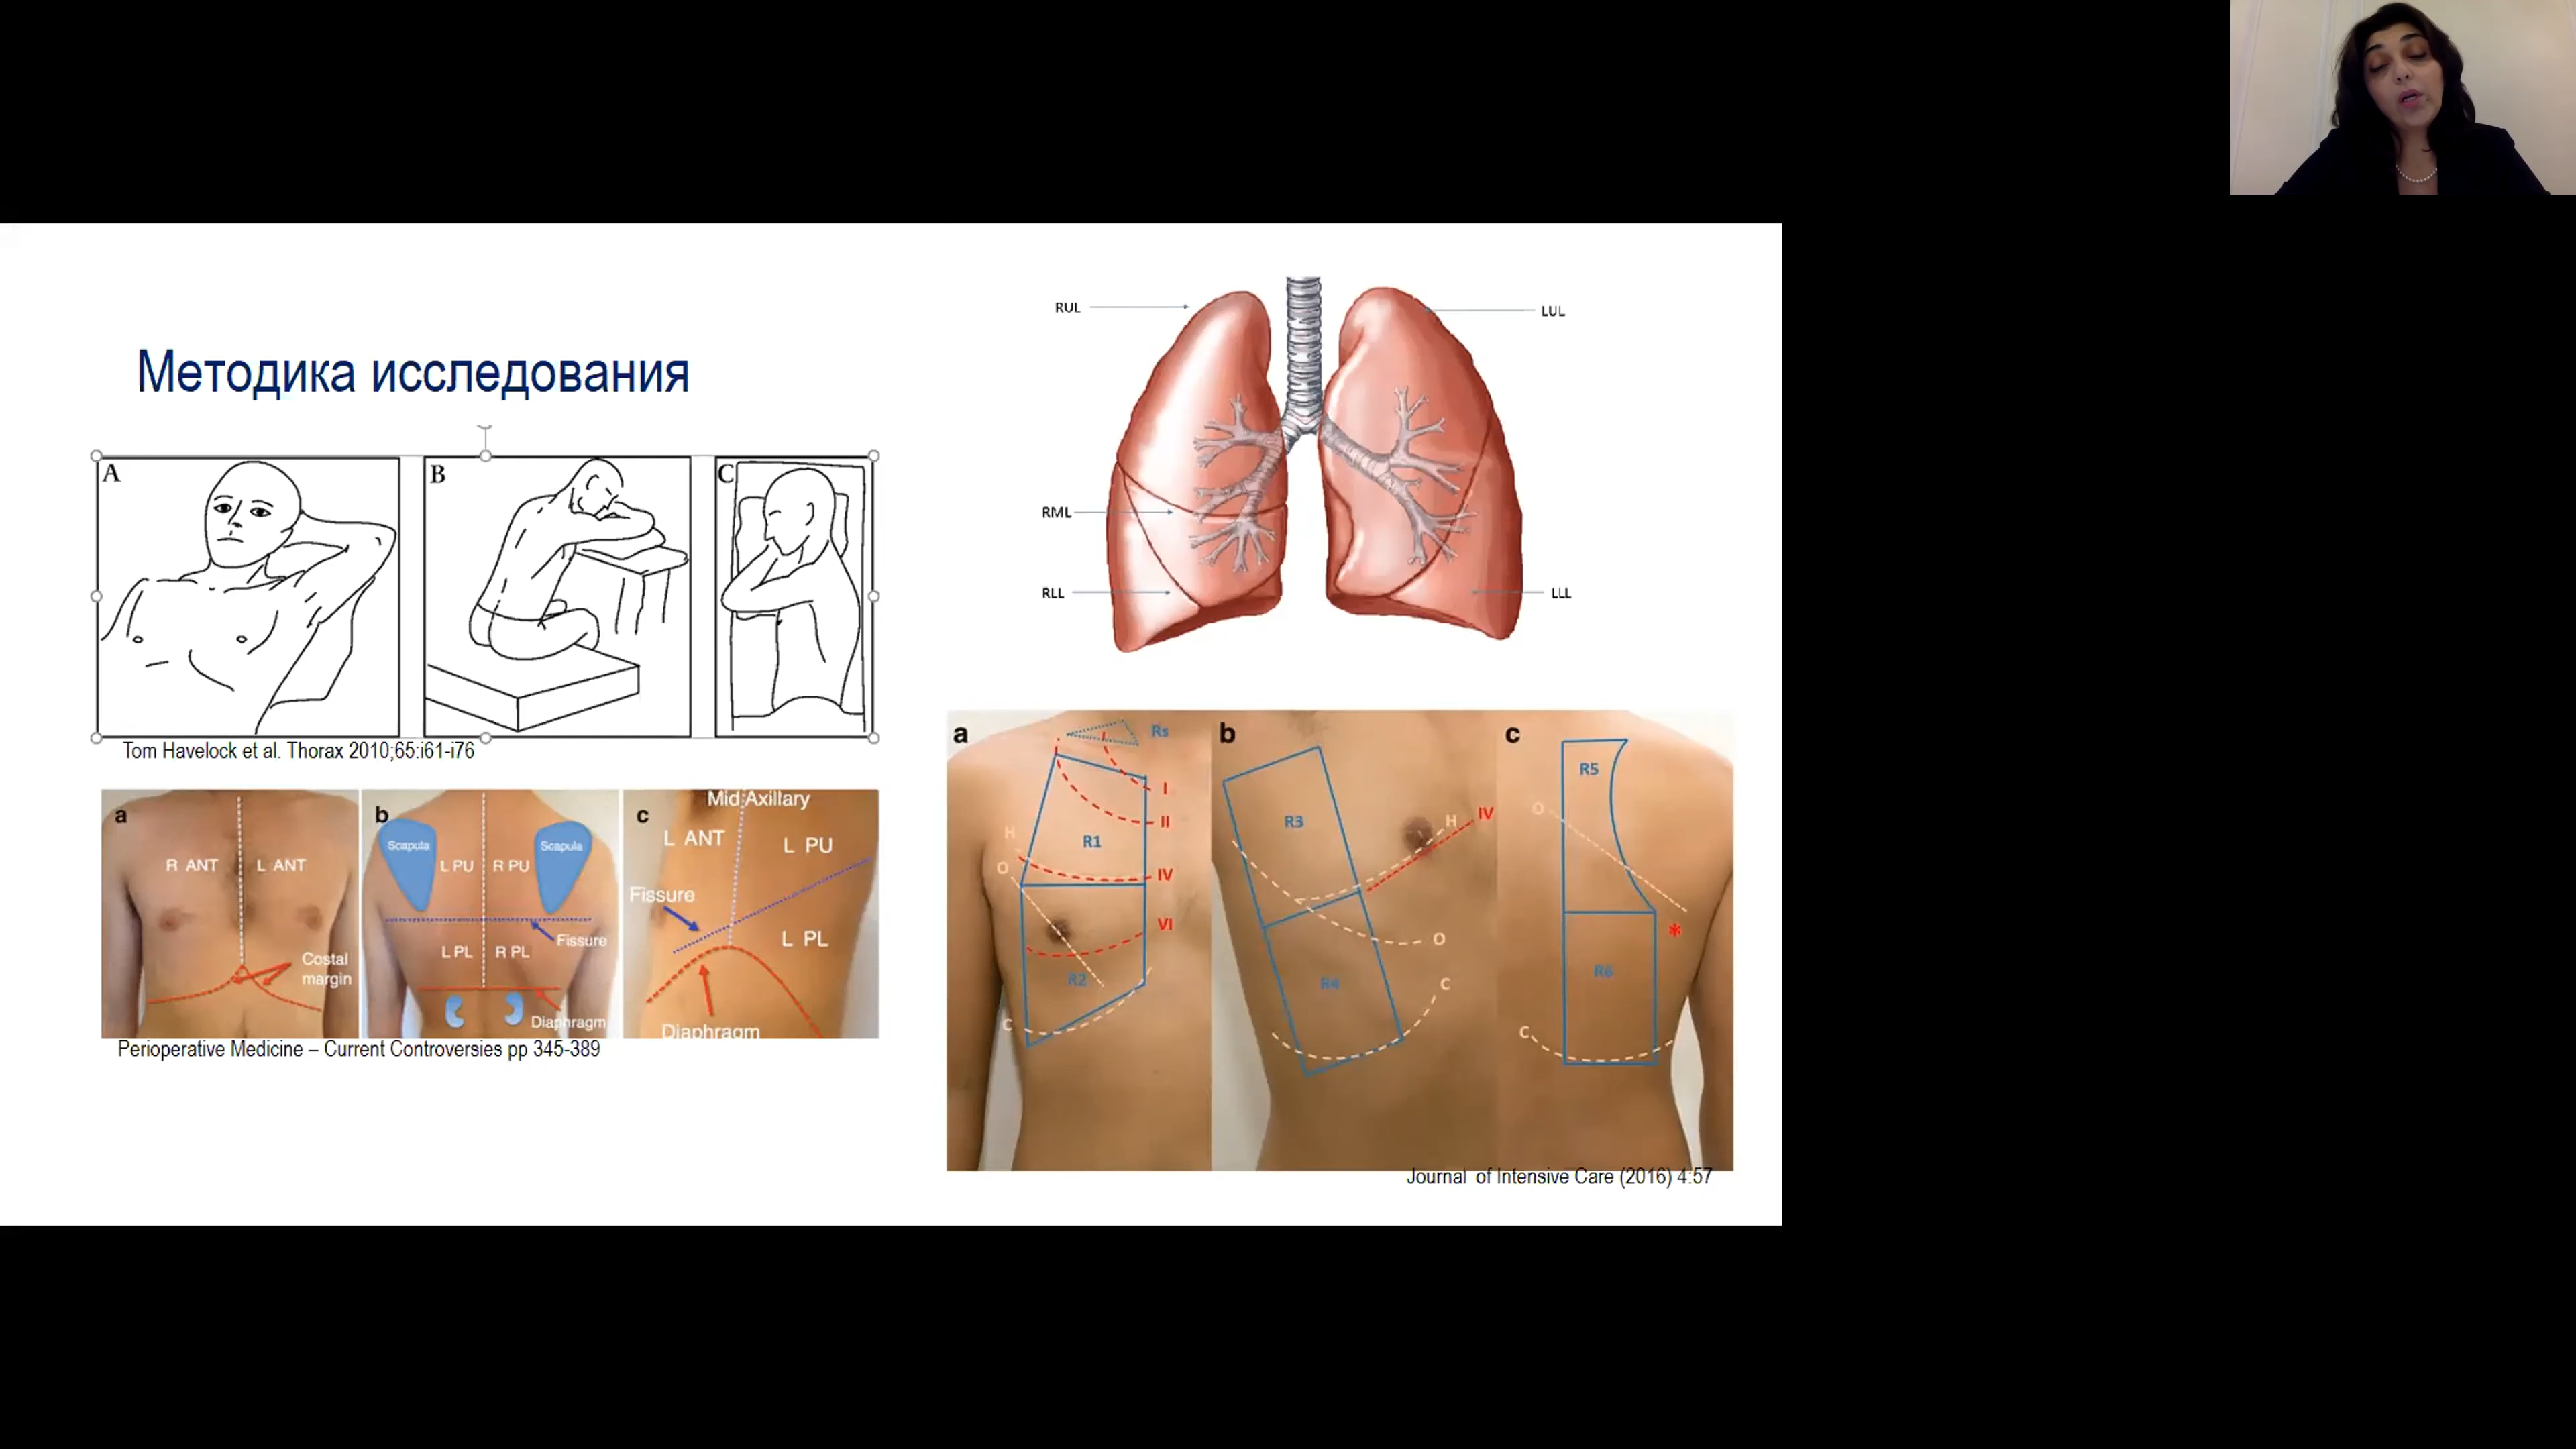 Методика исследования
A
B
C
Tom Havelock et al. Thorax 2010;65:i61-i76
a
R ANT
L ANT
Costal
margin
b
Scapula
Scapula
L PU
R PU
Fissure
L PL
R PL
Diaphragm
c
Mid Axillary
L ANT
L PU
Fissure
L PL
Diaphragm
Perioperative Medicine – Current Controversies pp 345-389
RUL
LUL
RML
RLL
LLL
a
Rs
I
II
H
R1
O
IV
VI
R2
C
b
R3
H
IV
O
R4
C
c
R5
O
*
R6
C
Journal of Intensive Care (2016) 4:57